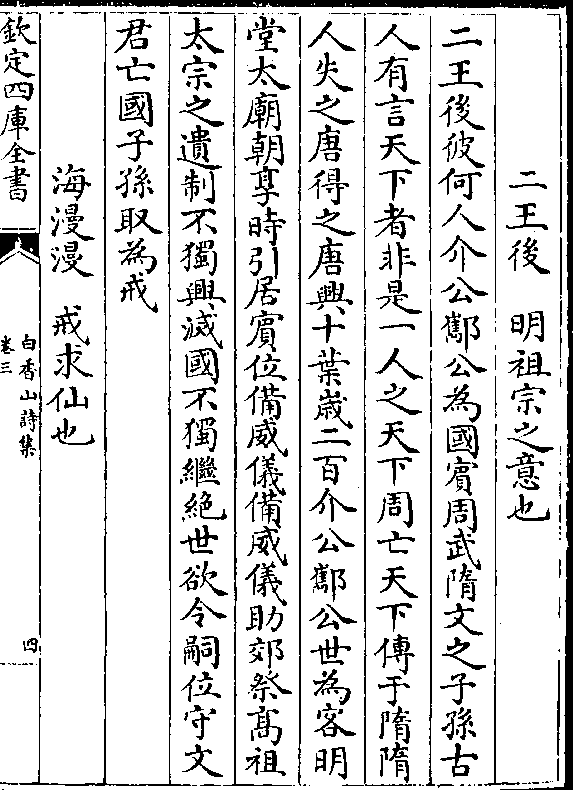 二王後　明祖宗之意也
二王後彼何人介公酅公為國賓周武隋文之子孫古
人有言天下者非是一人之天下周亡天下傳于隋隋
人失之唐得之唐興十葉歲二百介公酅公世為客明
堂太廟朝享時引居賓位備威儀備威儀助郊祭髙祖
太宗之遺制不獨興滅國不獨繼絶世欲令嗣位守文
君亡國子孫取為戒
海漫漫　戒求仙也
欽定四庫全書
白香山詩集
卷三
四